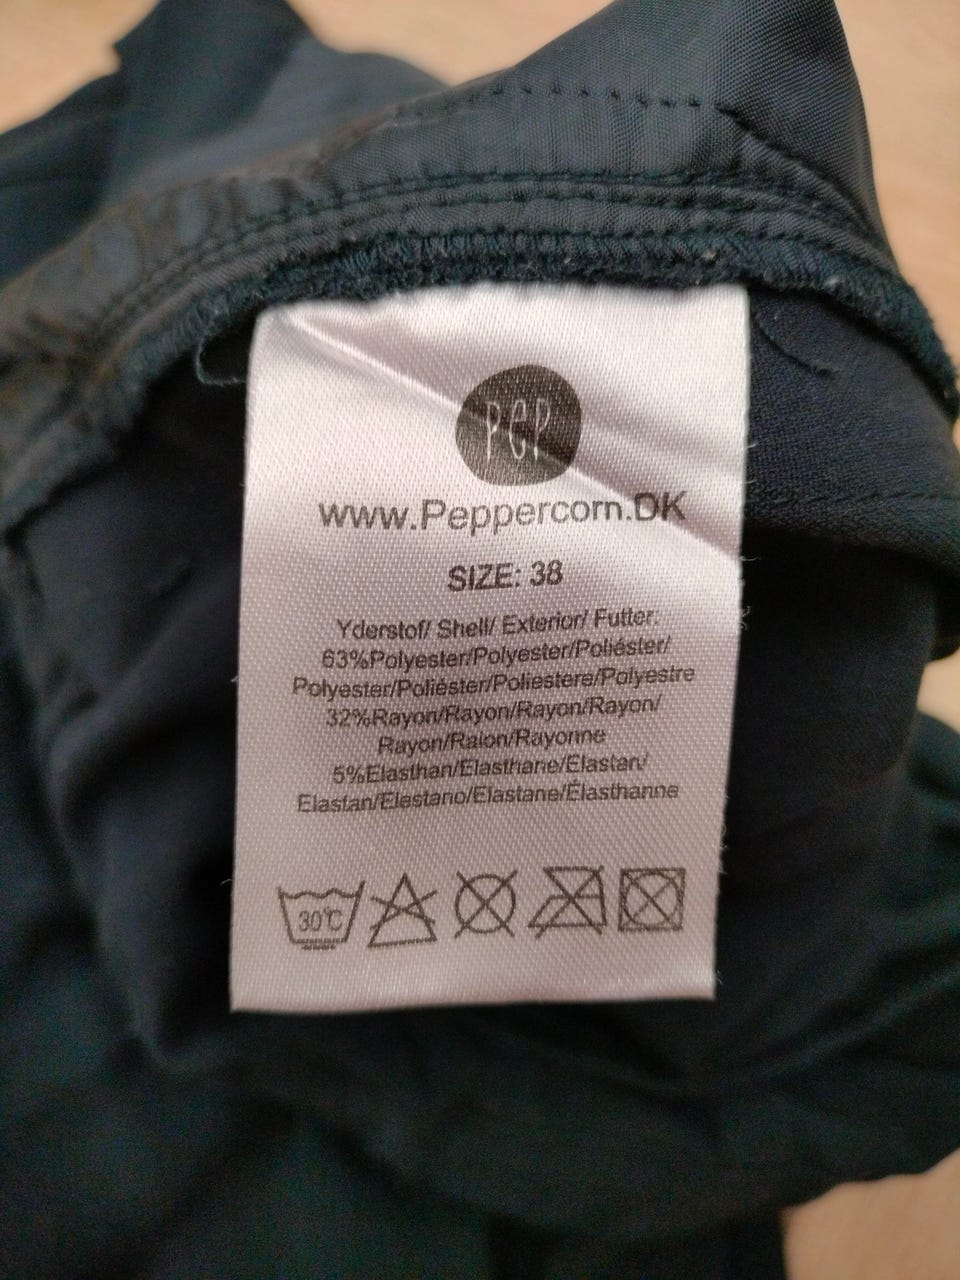 PEP
www.Peppercorn.DK
SIZE: 38
Yderstof/ Shell/ Exterior/ Futter:
63%Polyester/Polyester/Poliéster/
Polyester/Poliéster/Poliestere/Polyestre
32%Rayon/Rayon/Rayon/Rayon/
Rayon/Raion/Rayonne
5%Elasthan/Elasthane/Elastan/
Elastan/Elestano/Elastane/Élasthanne
30℃